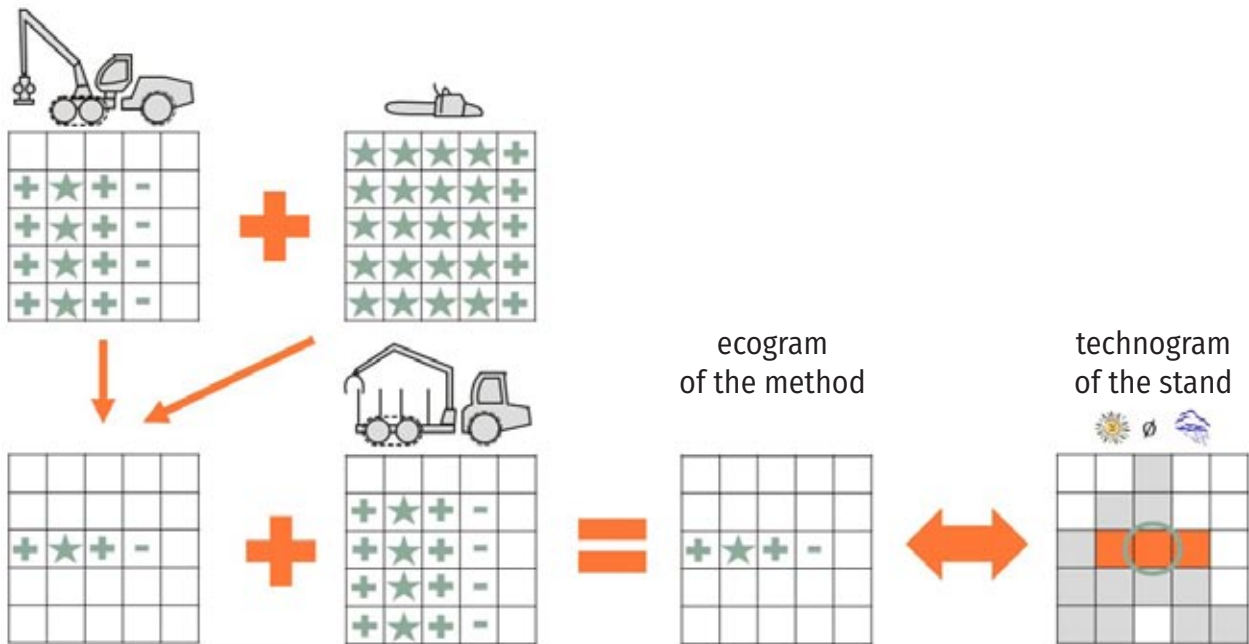 ecogram
of the method
technogram
of the stand
ø